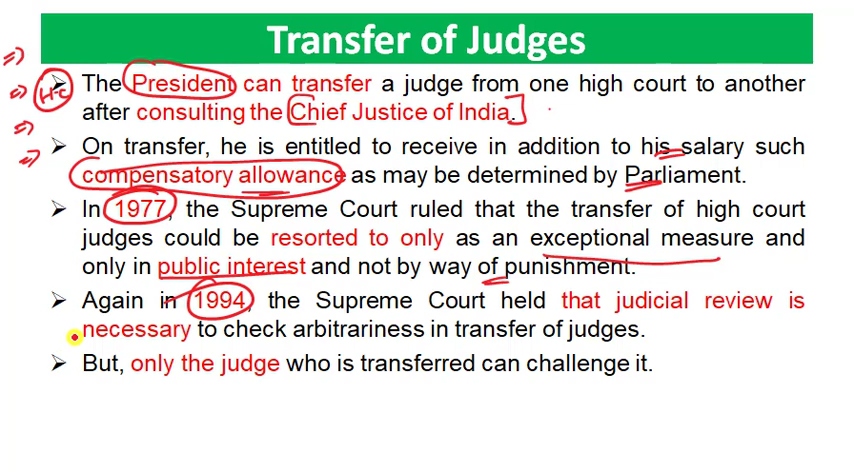 Transfer of Judges
H-C
➢ The President can transfer a judge from one high court to another
after consulting the Chief Justice of India.
➢ On transfer, he is entitled to receive in addition to his salary such
compensatory allowance as may be determined by Parliament.
➢ In 1977, the Supreme Court ruled that the transfer of high court
judges could be resorted to only as an exceptional measure and
only in public interest and not by way of punishment.
➢ Again in 1994, the Supreme Court held that judicial review is
necessary to check arbitrariness in transfer of judges.
➢ But, only the judge who is transferred can challenge it.